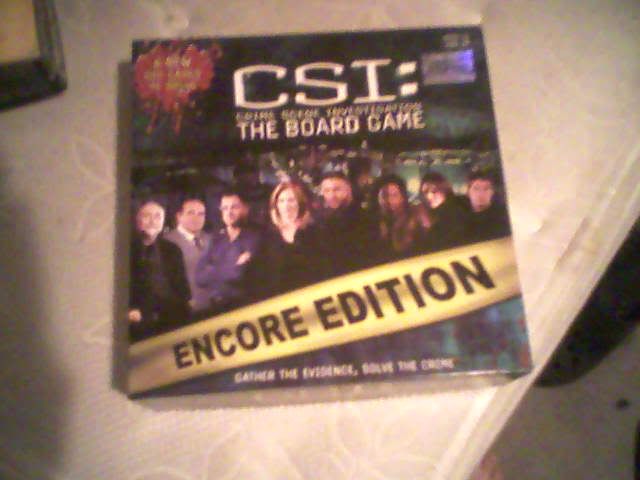 CSI:
CRIME SCENE INVESTIGATION
THE BOARD GAME
ENCORE EDITION
GATHER THE EVIDENCE, SOLVE THE CRIME